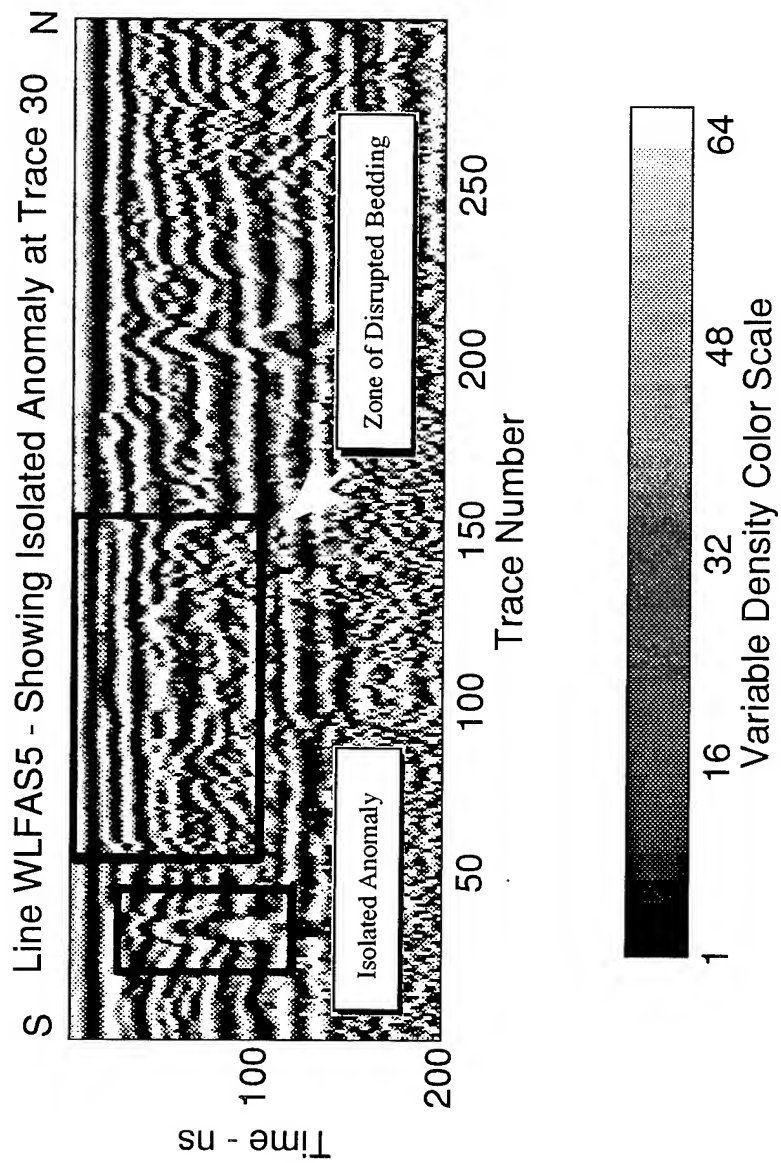 S Line WLFAS5 - Showing Isolated Anomaly at Trace 30 N
Time - ns
100
200
Isolated Anomaly
Zone of Disrupted Bedding
50 100 150 200 250
Trace Number
1 16 32 48 64
Variable Density Color Scale